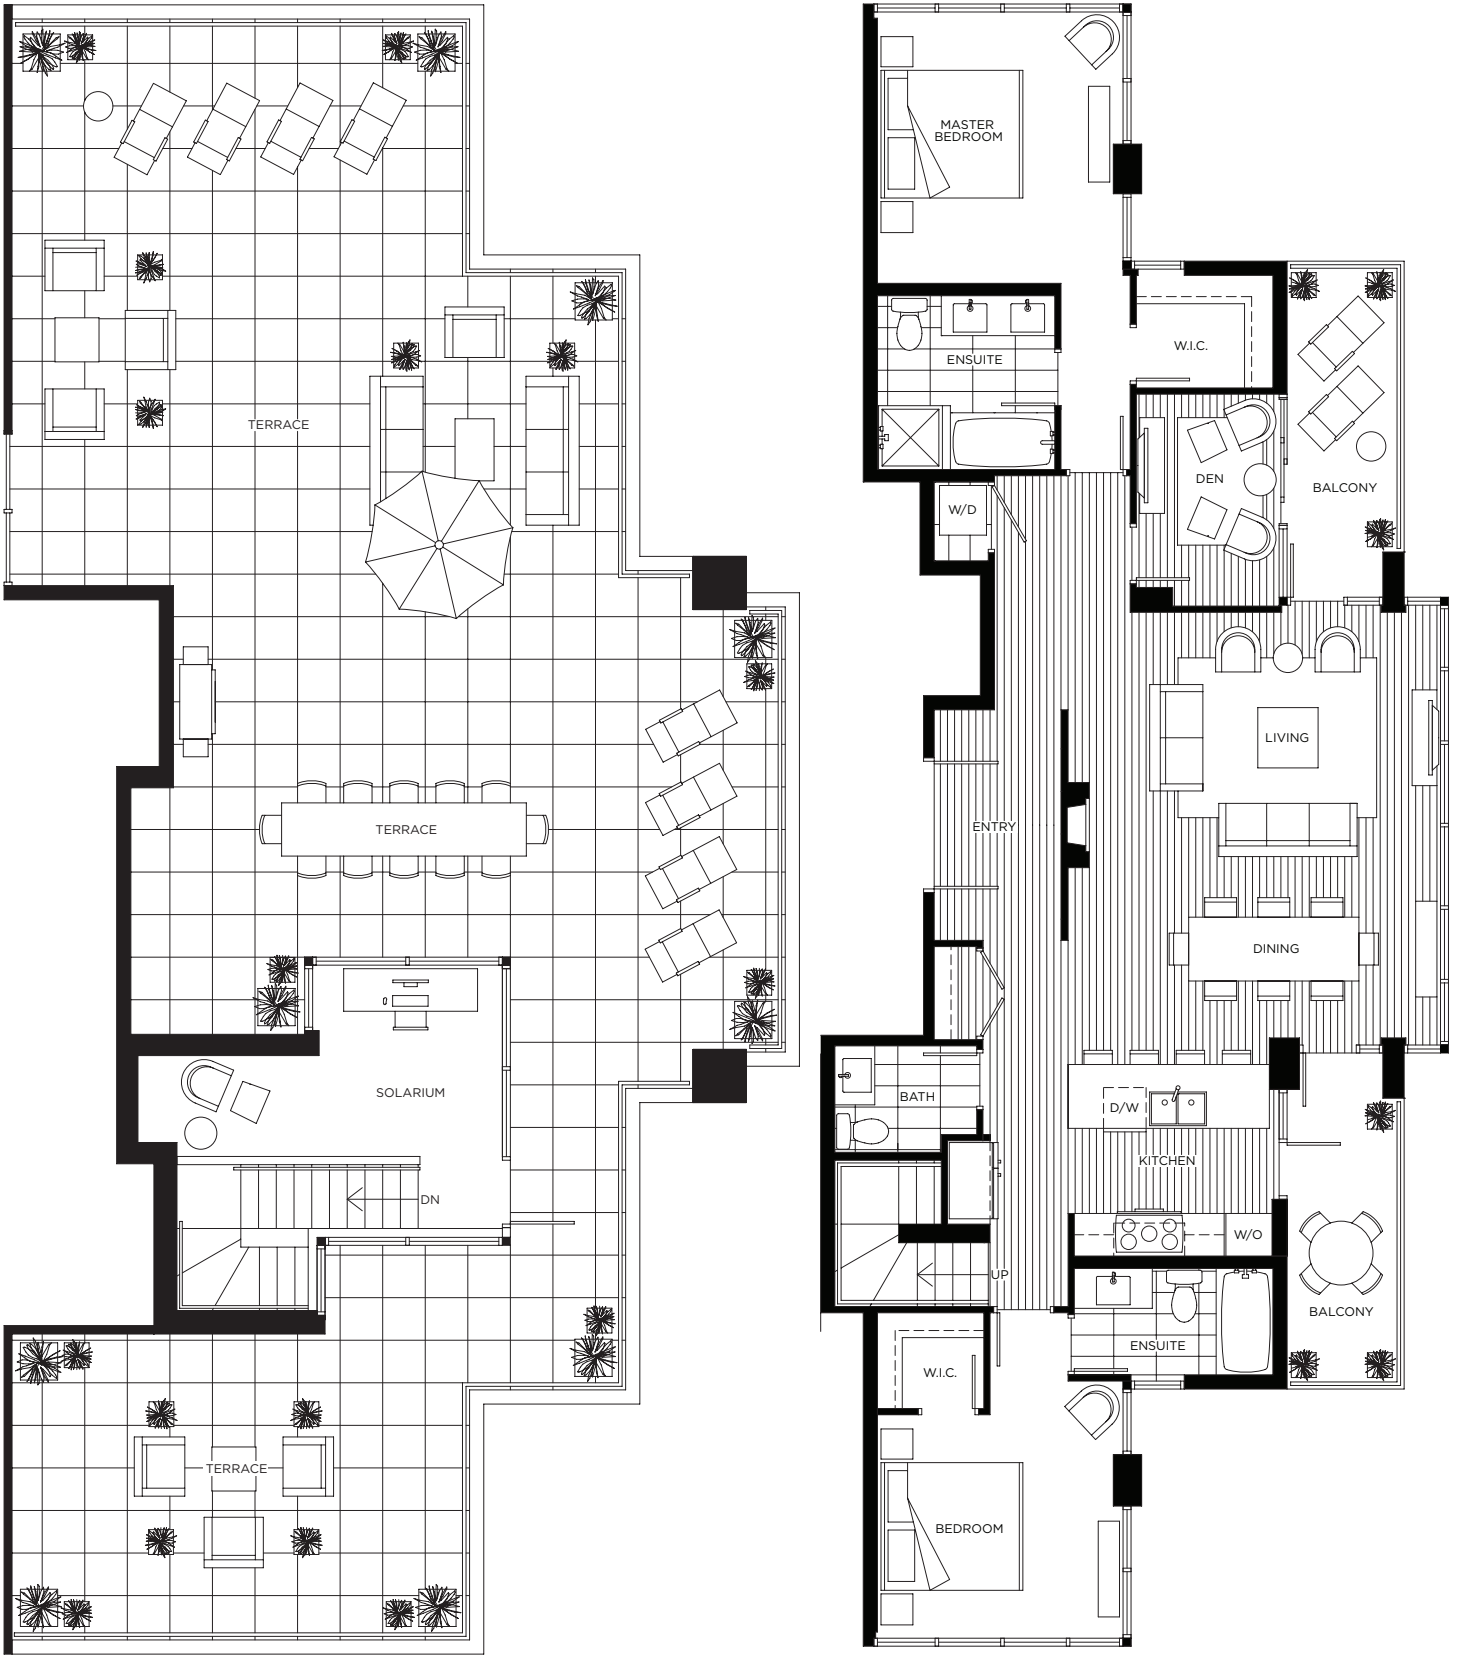 TERRACE
TERRACE
SOLARIUM
DN
TERRACE
MASTER
BEDROOM
W.I.C.
ENSUITE
DEN
BALCONY
W/D
LIVING
ENTRY
DINING
BATH
D/W
KITCHEN
W/O
UP
BALCONY
ENSUITE
W.I.C.
BEDROOM